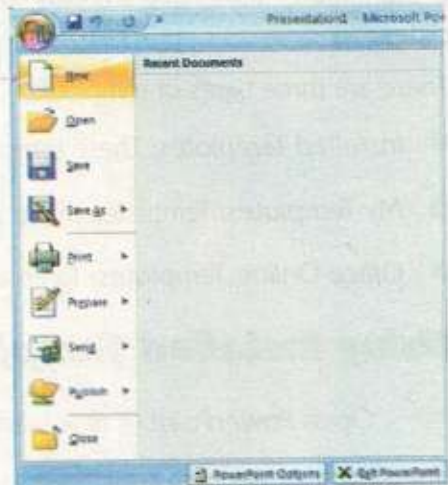 Presentation1 - Microsoft Po
Recent Documents
New
Open
Save
Save As
Print
Prepare
Send
Publish
Close
PowerPoint Options
Exit PowerPoint